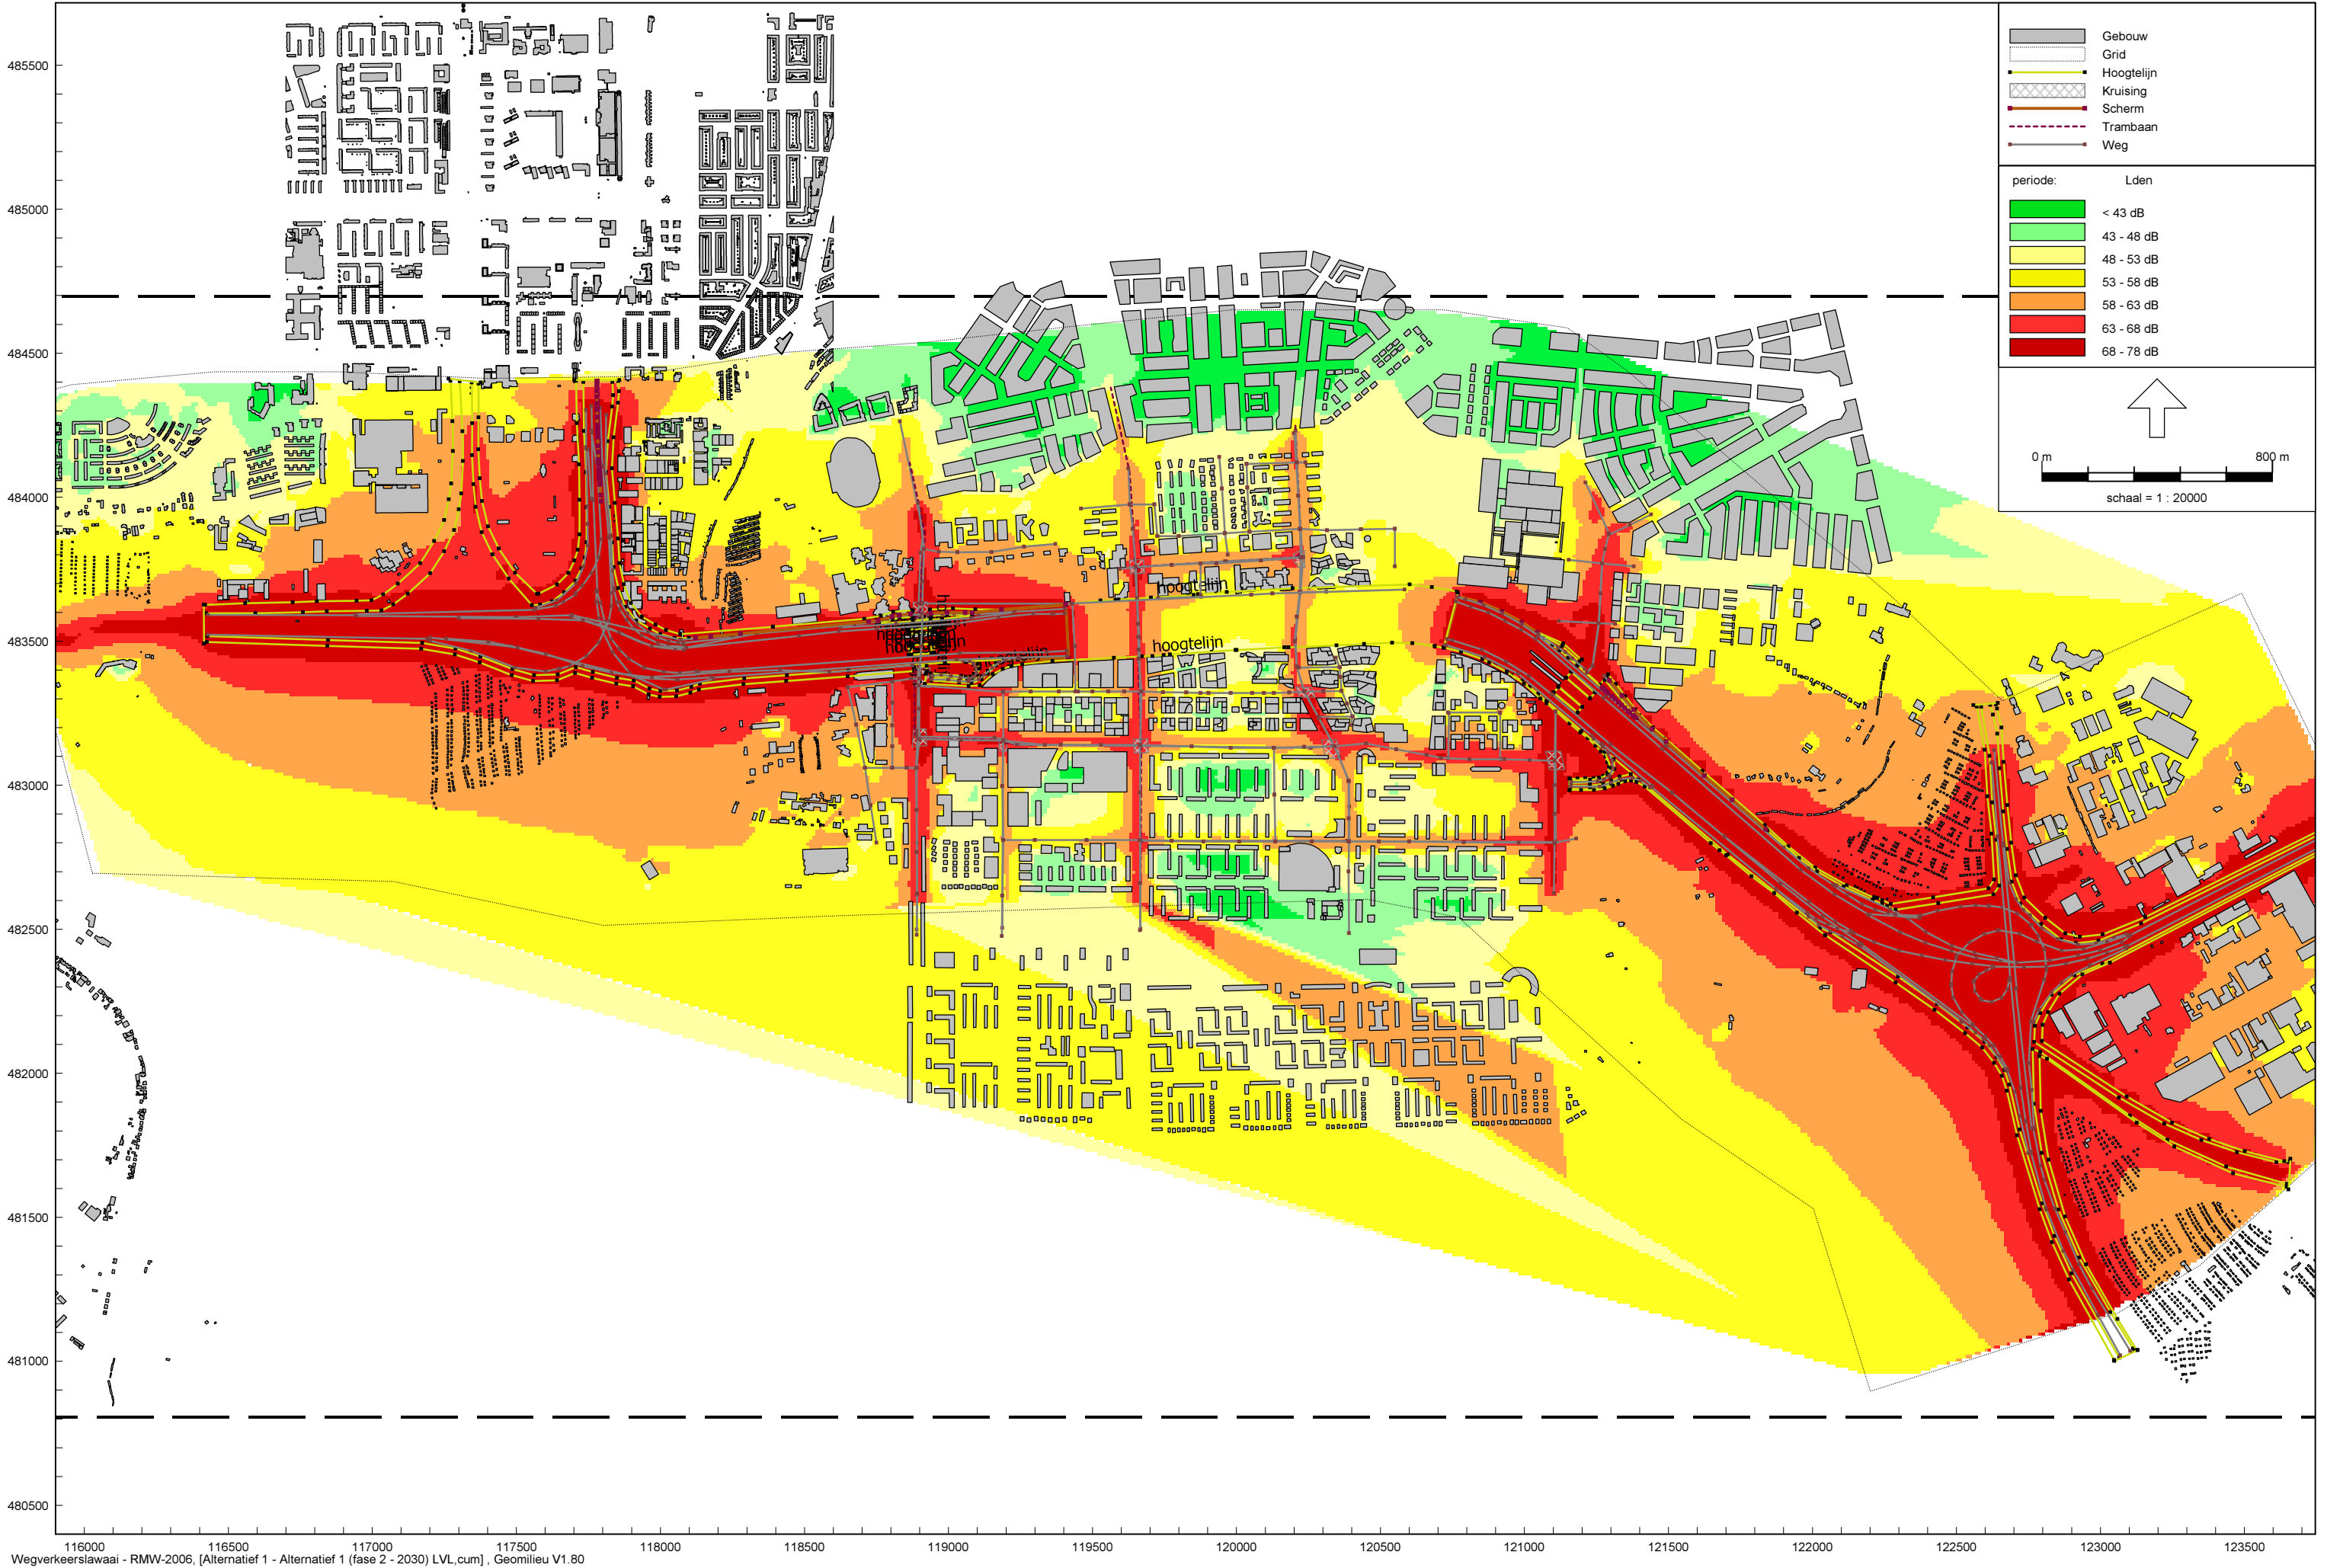 Gebouw
Grid
Hoogtelijn
Kruising
Scherm
Trambaan
Weg
periode: Lden
< 43 dB
43 - 48 dB
48 - 53 dB
53 - 58 dB
58 - 63 dB
63 - 68 dB
68 - 78 dB
0 m 800 m
schaal = 1 : 20000
485500
485000
484500
484000
483500
483000
482500
482000
481500
481000
480500
hoogtelijn
hoogtelijn
116000 116500 117000 117500 118000 118500 119000 119500 120000 120500 121000 121500 122000 122500 123000 123500
Wegverkeerslawaai - RMW-2006, [Alternatief 1 - Alternatief 1 (fase 2 - 2030) LVL,cum] , Geomilieu V1.80